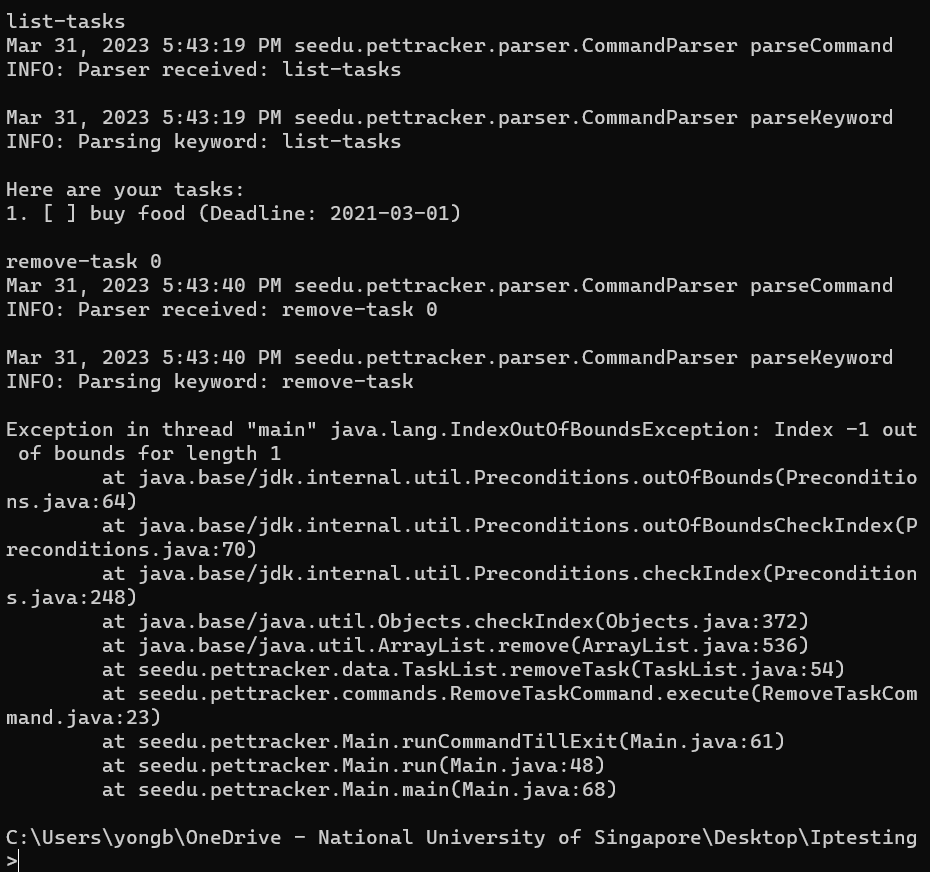 list-tasks
Mar 31, 2023 5:43:19 PM seedu.pettracker.parser.CommandParser parseCommand
INFO: Parser received: list-tasks
Mar 31, 2023 5:43:19 PM seedu.pettracker.parser.CommandParser parseKeyword
INFO: Parsing keyword: list-tasks
Here are your tasks:
1. [ ] buy food (Deadline: 2021-03-01)
remove-task 0
Mar 31, 2023 5:43:40 PM seedu.pettracker.parser.CommandParser parseCommand
INFO: Parser received: remove-task 0
Mar 31, 2023 5:43:40 PM seedu.pettracker.parser.CommandParser parseKeyword
INFO: Parsing keyword: remove-task
Exception in thread "main" java.lang.IndexOutOfBoundsException: Index -1 out
 of bounds for length 1
        at java.base/jdk.internal.util.Preconditions.outOfBounds(Preconditio
ns.java:64)
        at java.base/jdk.internal.util.Preconditions.outOfBoundsCheckIndex(P
reconditions.java:70)
        at java.base/jdk.internal.util.Preconditions.checkIndex(Precondition
s.java:248)
        at java.base/java.util.Objects.checkIndex(Objects.java:372)
        at java.base/java.util.ArrayList.remove(ArrayList.java:536)
        at seedu.pettracker.data.TaskList.removeTask(TaskList.java:54)
        at seedu.pettracker.commands.RemoveTaskCommand.execute(RemoveTaskCom
mand.java:23)
        at seedu.pettracker.Main.runCommandTillExit(Main.java:61)
        at seedu.pettracker.Main.run(Main.java:48)
        at seedu.pettracker.Main.main(Main.java:68)
C:\Users\yongb\OneDrive - National University of Singapore\Desktop\Iptesting
>